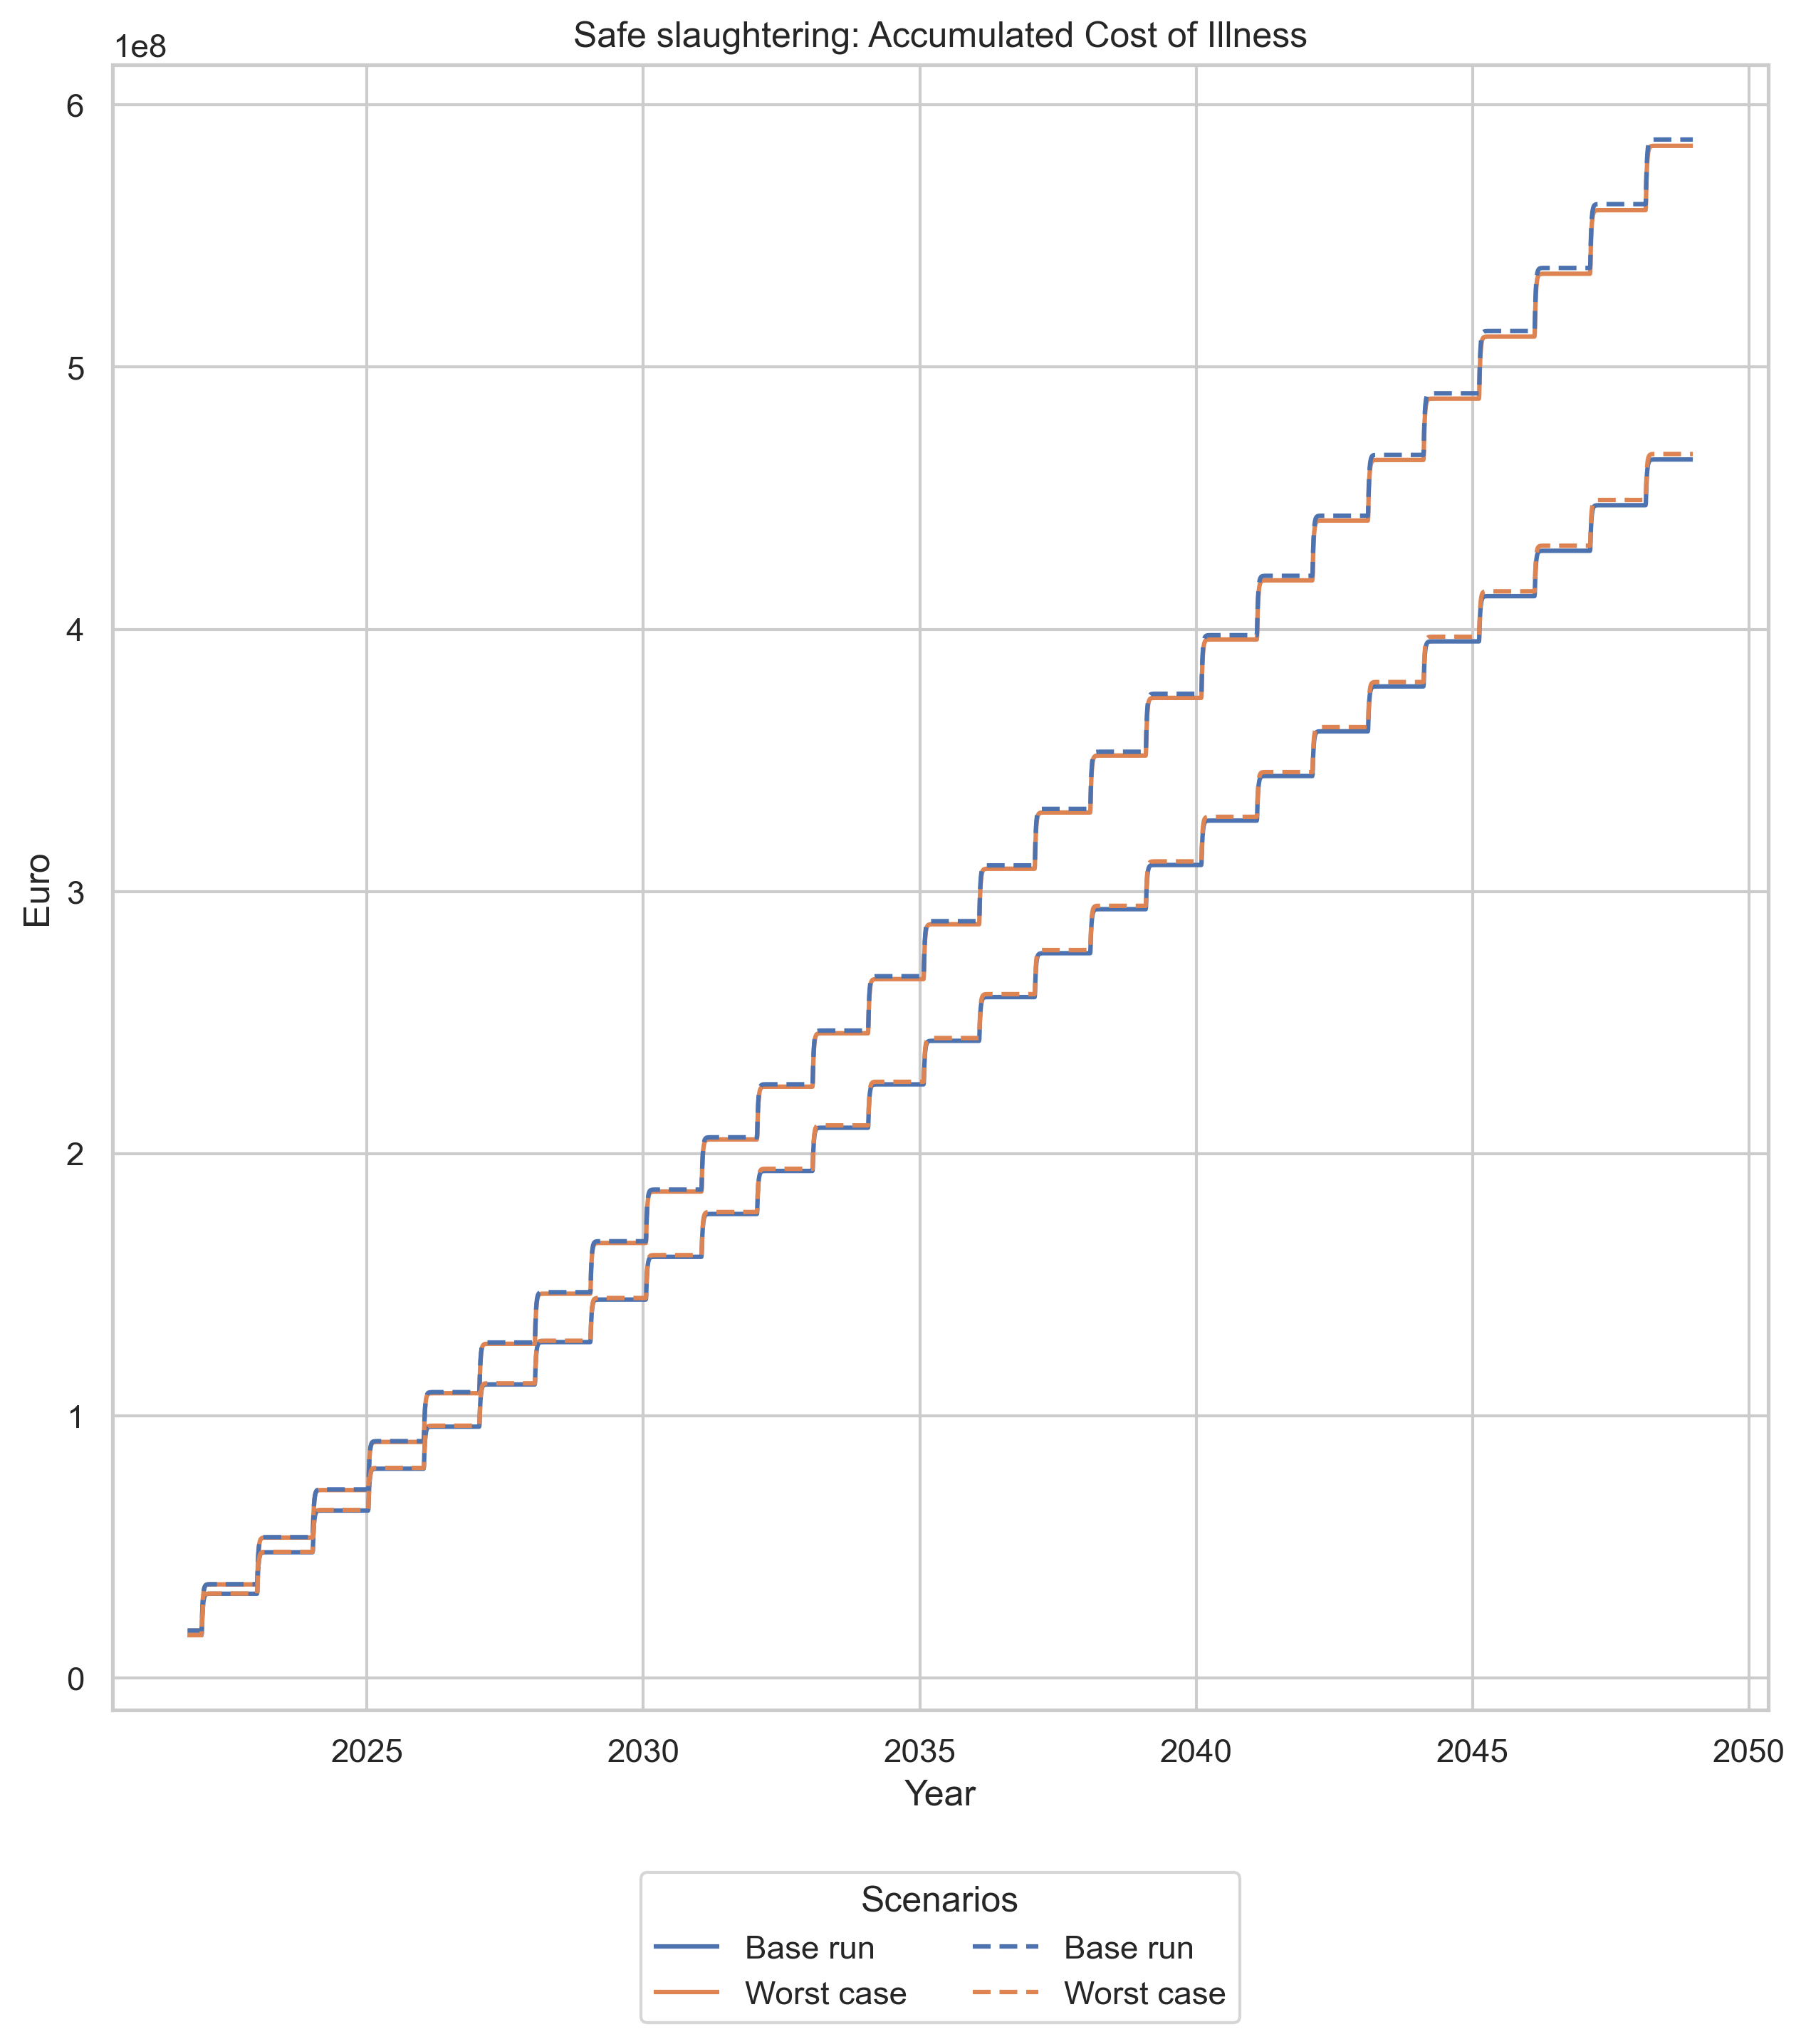 Safe slaughtering: Accumulated Cost of Illness
1e8
6
5
4
3
2
1
0
Euro
2025 2030 2035 2040 2045 2050
Year
Scenarios
Base run Base run
Worst case Worst case